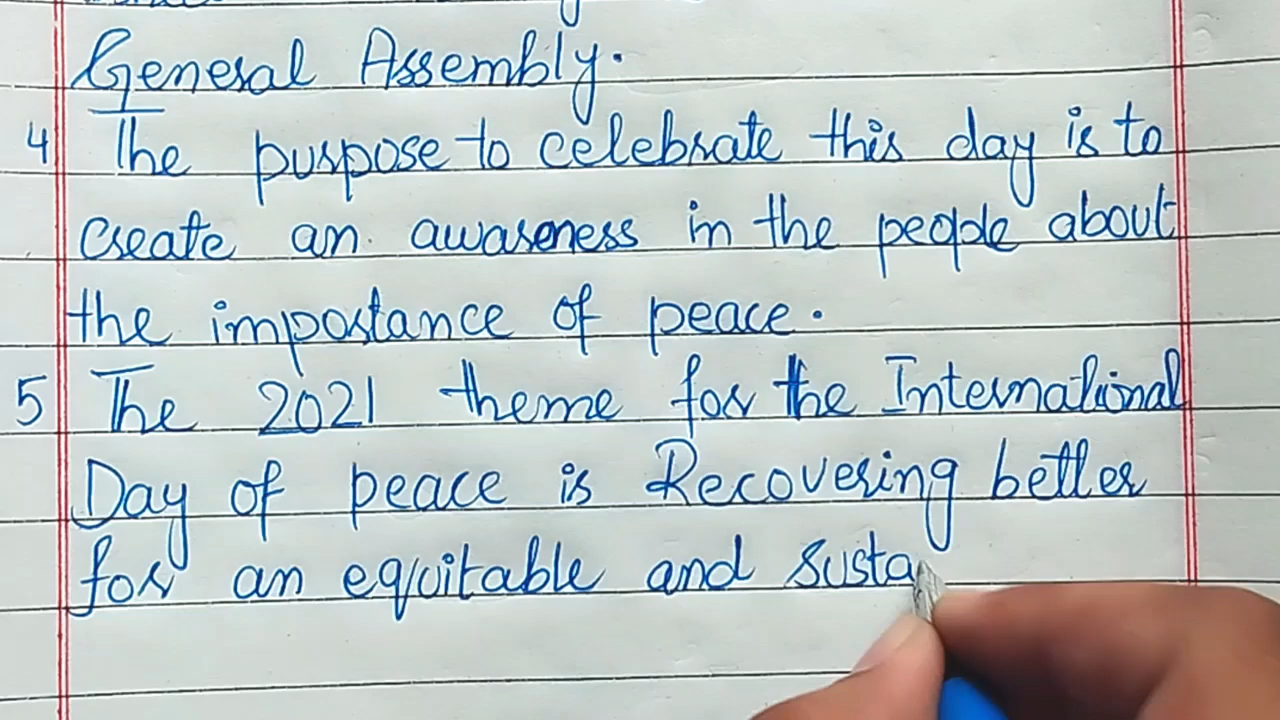 General Assembly.
4 The purpose to celebrate this day is to
create an awareness in the people about
the importance of peace.
5 The 2021 theme for the International
Day of peace is Recovering better
for an equitable and susta